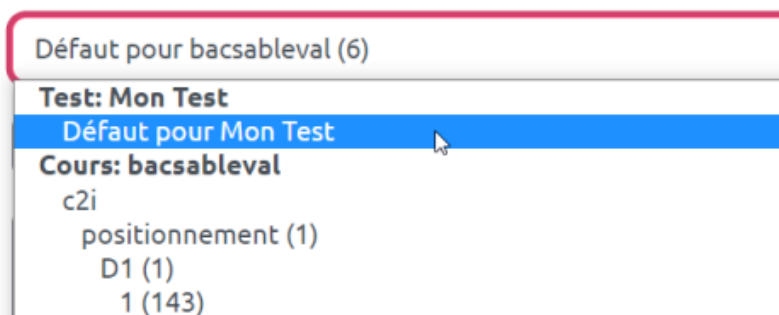 Défaut pour bacsableval (6)
Test: Mon Test
Défaut pour Mon Test
Cours: bacsableval
c2i
positionnement (1)
D1 (1)
1 (143)